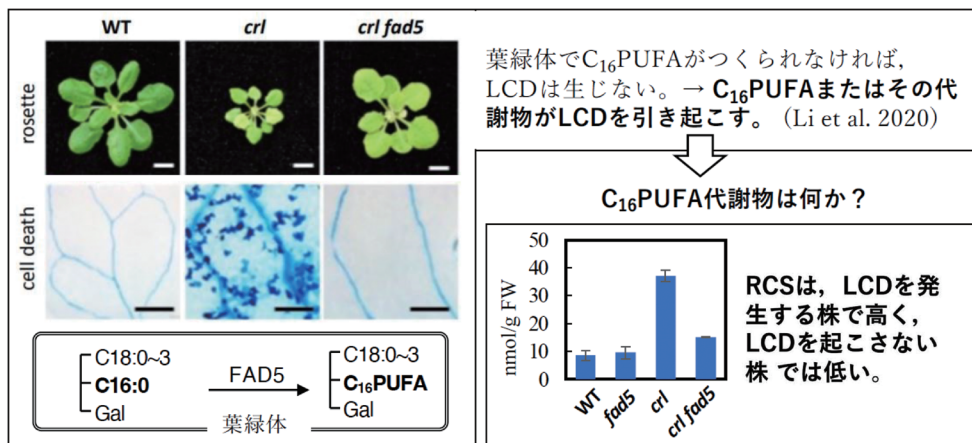 WT crl crl fad5
rosette
cell death
C18:0~3
C16:0
Gal
FAD5
C18:0~3
C₁₆PUFA
Gal
葉緑体
葉緑体でC₁₆PUFAがつくられなければ,
LCDは生じない。→ C₁₆PUFAまたはその代
謝物がLCDを引き起こす。 (Li et al. 2020)
C₁₆PUFA代謝物は何か？
nmol/g FW
50
40
30
20
10
0
WT fad5 crl crl fad5
RCSは，LCDを発
生する株で高く，
LCDを起こさない
株 では低い。